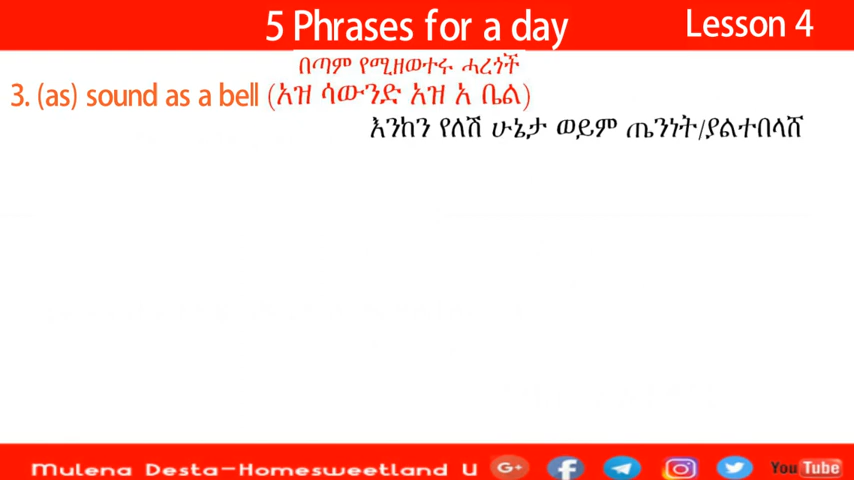 5 Phrases for a day
Lesson 4
በጣም የሚዘወተሩ ሓረጎች
3. (as) sound as a bell (አዝ ሳውንድ አዝ አ ቤል)
እንከን የለሽ ሁኔታ ወይም ጤንነት/ያልተበላሸ
Mulena Desta-Homesweetland U
G+
You Tube